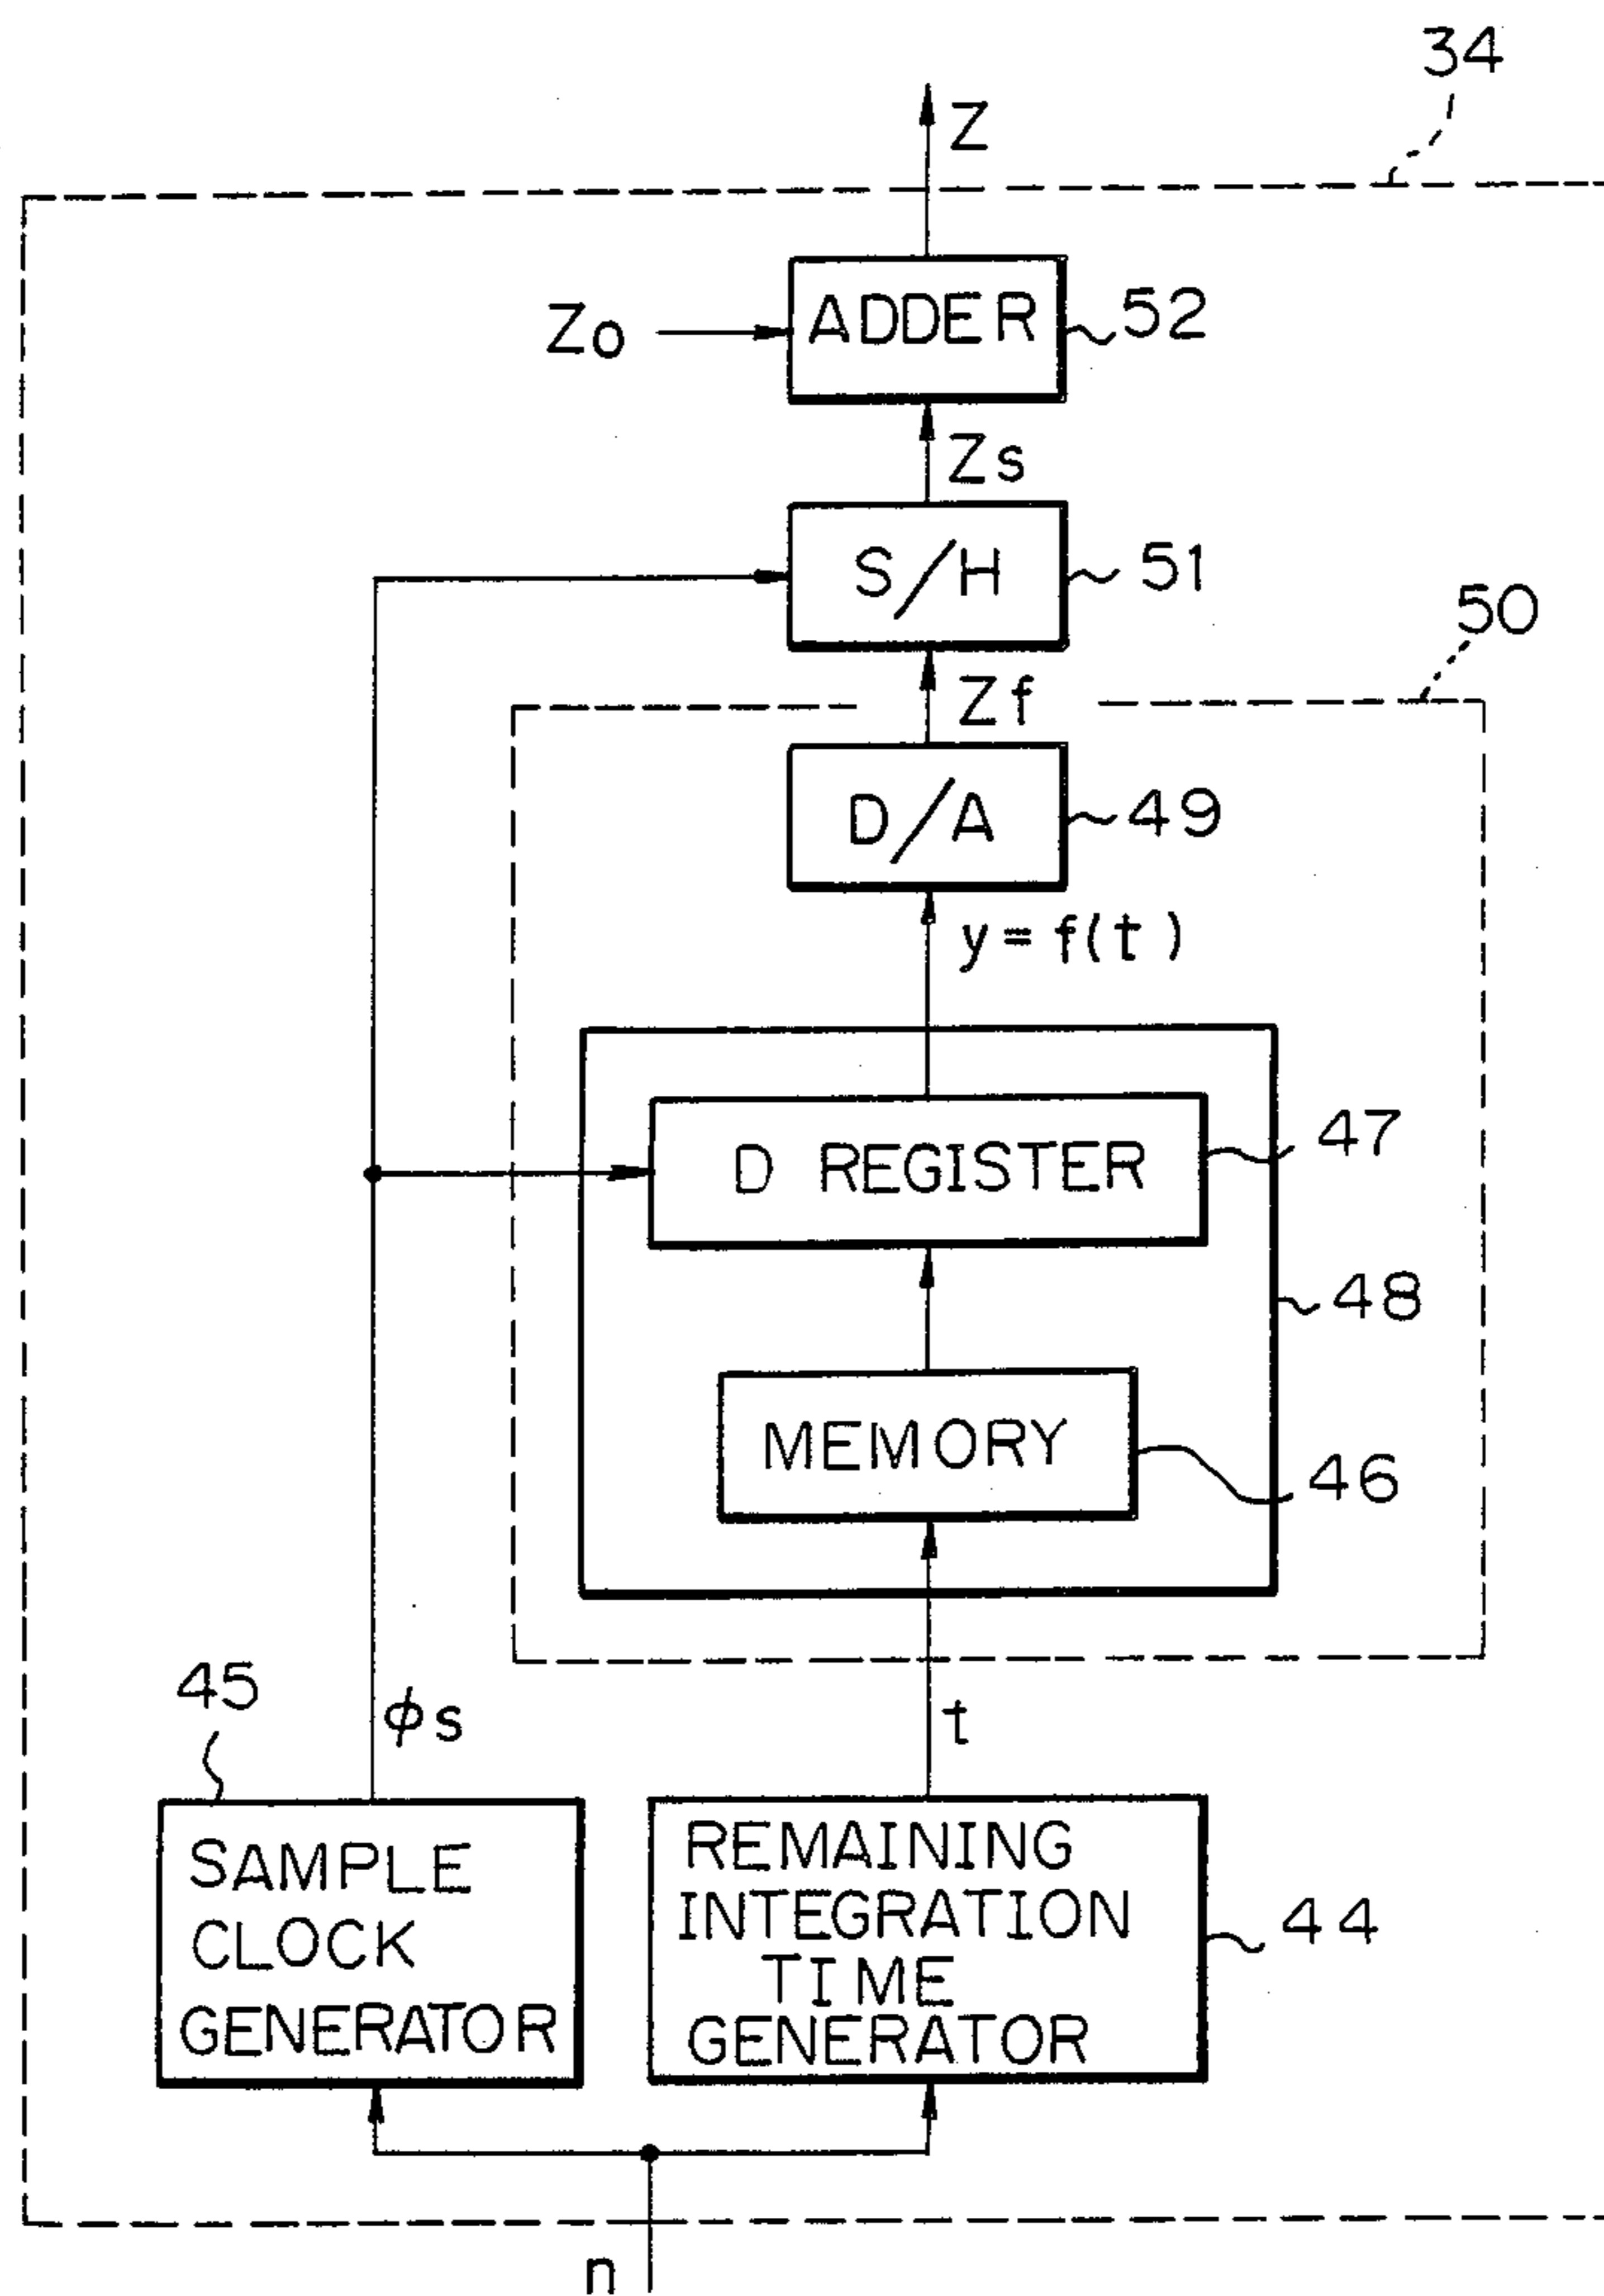 34
Z
ADDER
52
Zo
Zs
S/H
51
50
Zf
D/A
49
y = f(t)
D REGISTER
47
48
MEMORY
46
45
φs
t
SAMPLE
CLOCK
GENERATOR
REMAINING
INTEGRATION
TIME
GENERATOR
44
n